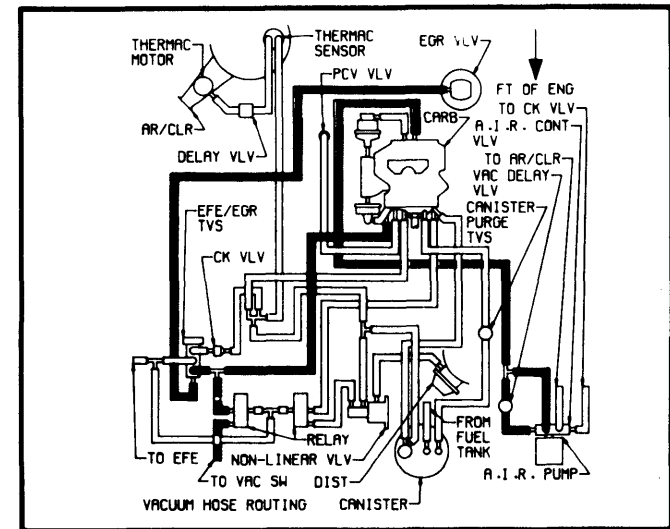 THERMAC
MOTOR
THERMAC
SENSOR
EGR VLV
PCV VLV
FT OF ENG
TO CK VLV
CARB
A.I.R. CONT
VLV
AR/CLR
DELAY VLV
TO AR/CLR
VAC DELAY
VLV
CANISTER
PURGE
TVS
EFE/EGR
TVS
CK VLV
RELAY
FROM
FUEL
TANK
TO EFE
NON-LINEAR VLV
DIST
TO VAC SW
A.I.R. PUMP
VACUUM HOSE ROUTING
CANISTER